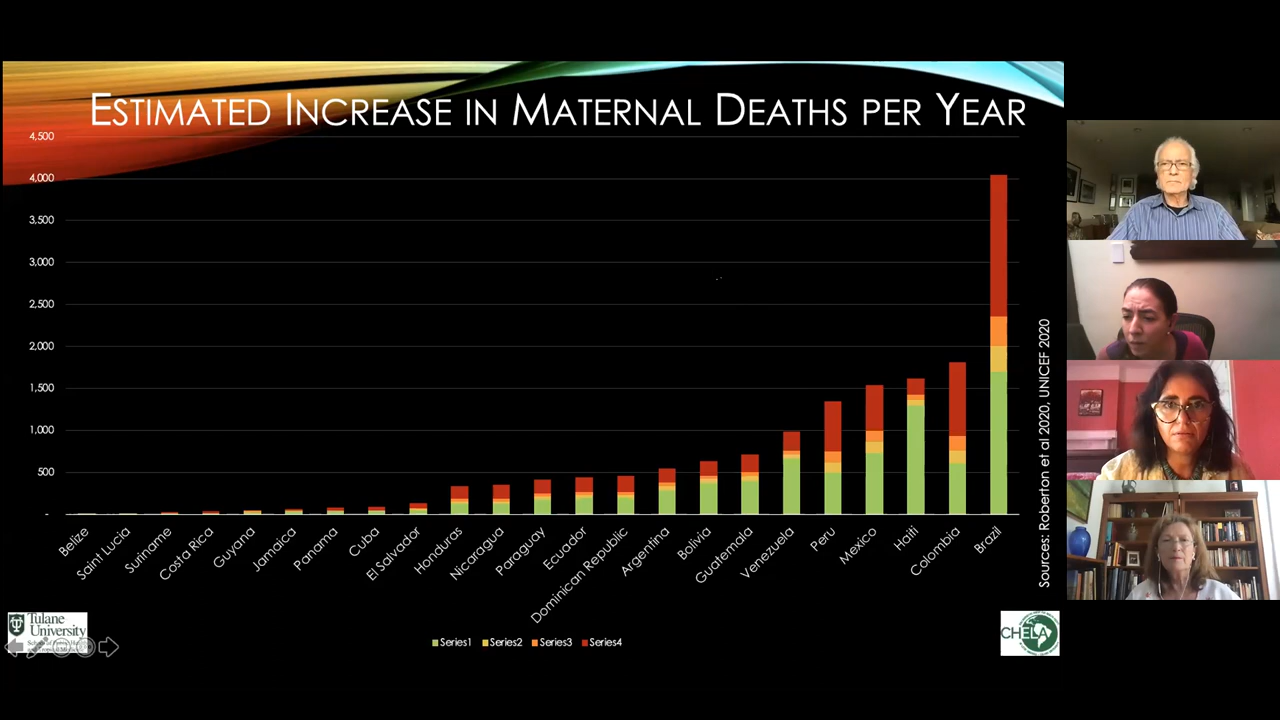 ESTIMATED INCREASE IN MATERNAL DEATHS PER YEAR
4,500
4,000
3,500
3,000
2,500
2,000
1,500
1,000
500
-
Belize
Saint Lucia
Suriname
Costa Rica
Guyana
Jamaica
Panama
Cuba
El Salvador
Honduras
Nicaragua
Paraguay
Ecuador
Dominican Republic
Argentina
Bolivia
Guatemala
Venezuela
Peru
Mexico
Haiti
Colombia
Brazil
Series1 Series2 Series3 Series4
Sources: Roberton et al 2020, UNICEF 2020
Tulane
University
CHELA